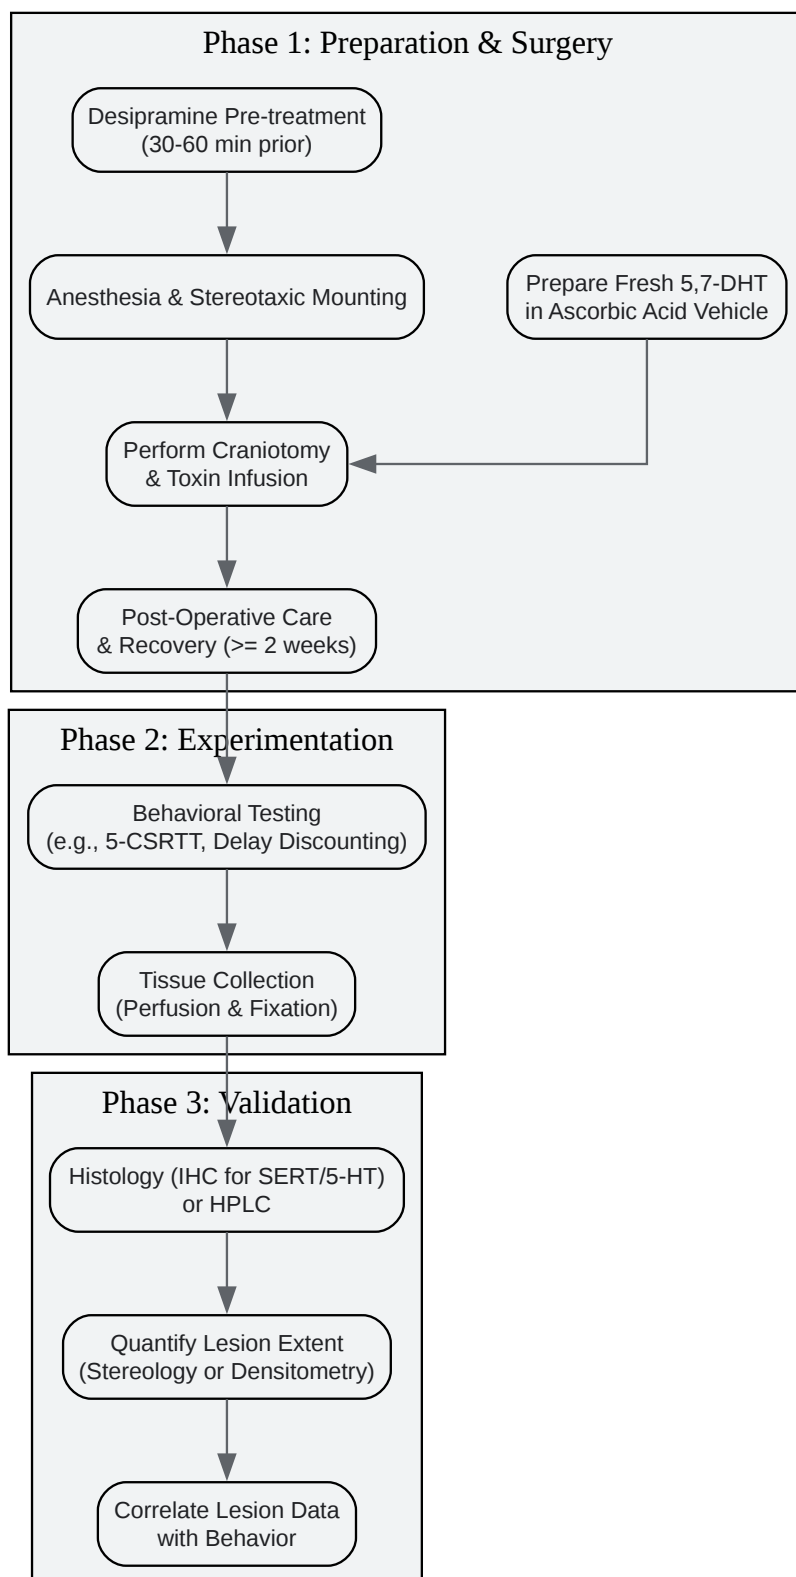 Phase 1: Preparation & Surgery
Desipramine Pre-treatment
(30-60 min prior)
Anesthesia & Stereotaxic Mounting
Prepare Fresh 5,7-DHT
in Ascorbic Acid Vehicle
Perform Craniotomy
& Toxin Infusion
Post-Operative Care
& Recovery (>= 2 weeks)
Phase 2: Experimentation
Behavioral Testing
(e.g., 5-CSRTT, Delay Discounting)
Tissue Collection
(Perfusion & Fixation)
Phase 3: Validation
Histology (IHC for SERT/5-HT)
or HPLC
Quantify Lesion Extent
(Stereology or Densitometry)
Correlate Lesion Data
with Behavior